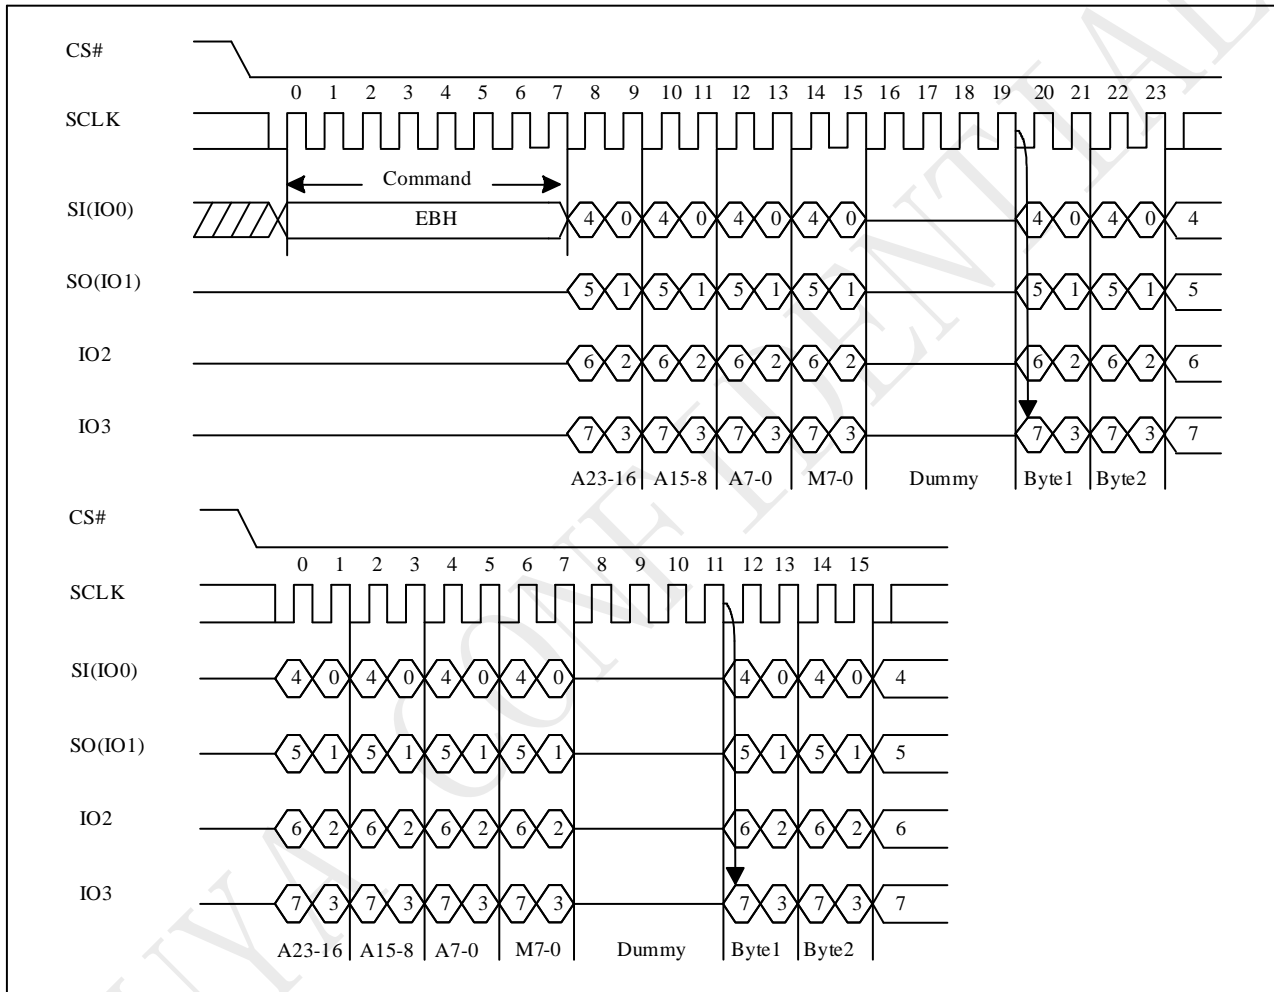 CS#
0 1 2 3 4 5 6 7 8 9 10 11 12 13 14 15 16 17 18 19 20 21 22 23
SCLK
Command
SI(IO0) EBH 4 0 4 0 4 0 4 0 4 0 4 0 4
SO(IO1) 5 1 5 1 5 1 5 1 5 1 5 1 5
IO2 6 2 6 2 6 2 6 2 6 2 6 2 6
IO3 7 3 7 3 7 3 7 3 7 3 7 3 7
A23-16 A15-8 A7-0 M7-0 Dummy Byte1 Byte2
CS#
0 1 2 3 4 5 6 7 8 9 10 11 12 13 14 15
SCLK
SI(IO0) 4 0 4 0 4 0 4 0 4 0 4 0 4
SO(IO1) 5 1 5 1 5 1 5 1 5 1 5 1 5
IO2 6 2 6 2 6 2 6 2 6 2 6 2 6
IO3 7 3 7 3 7 3 7 3 7 3 7 3 7
A23-16 A15-8 A7-0 M7-0 Dummy Byte1 Byte2
UYA CONFIDENTIAL